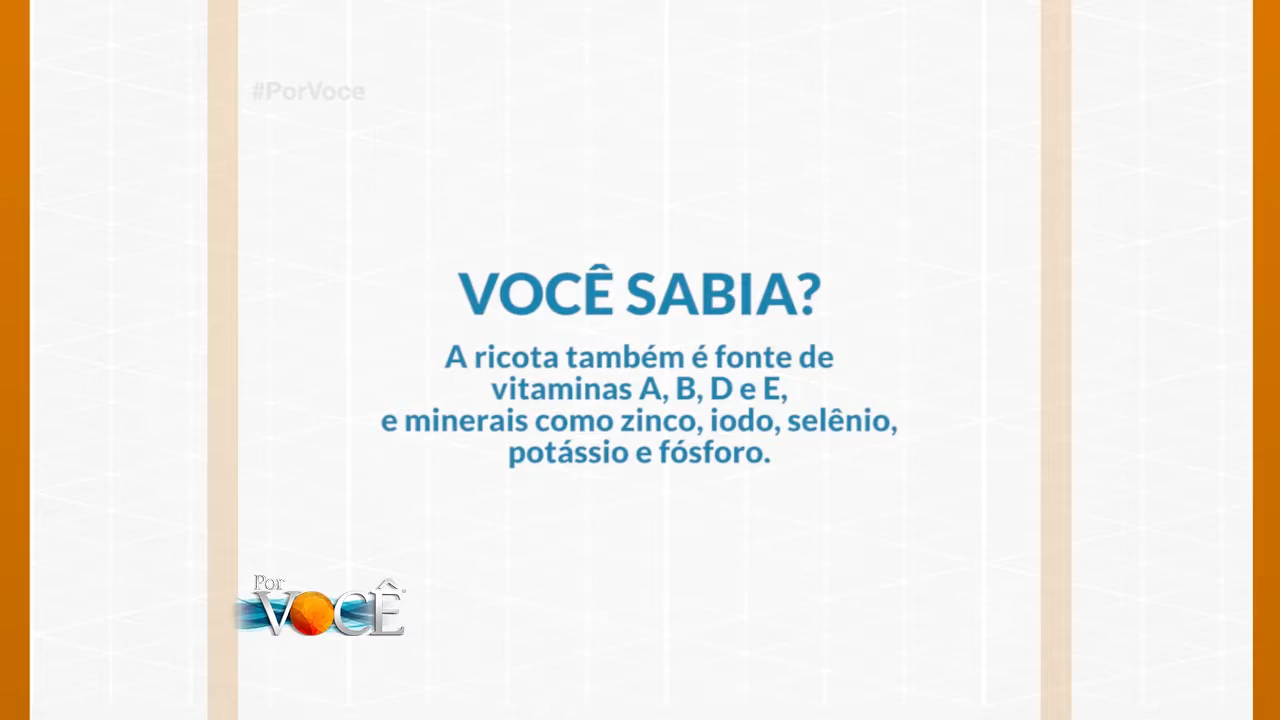 #PorVoce
VOCÊ SABIA?
A ricota também é fonte de
vitaminas A, B, D e E,
e minerais como zinco, iodo, selênio,
potássio e fósforo.
Por
VOCÊ